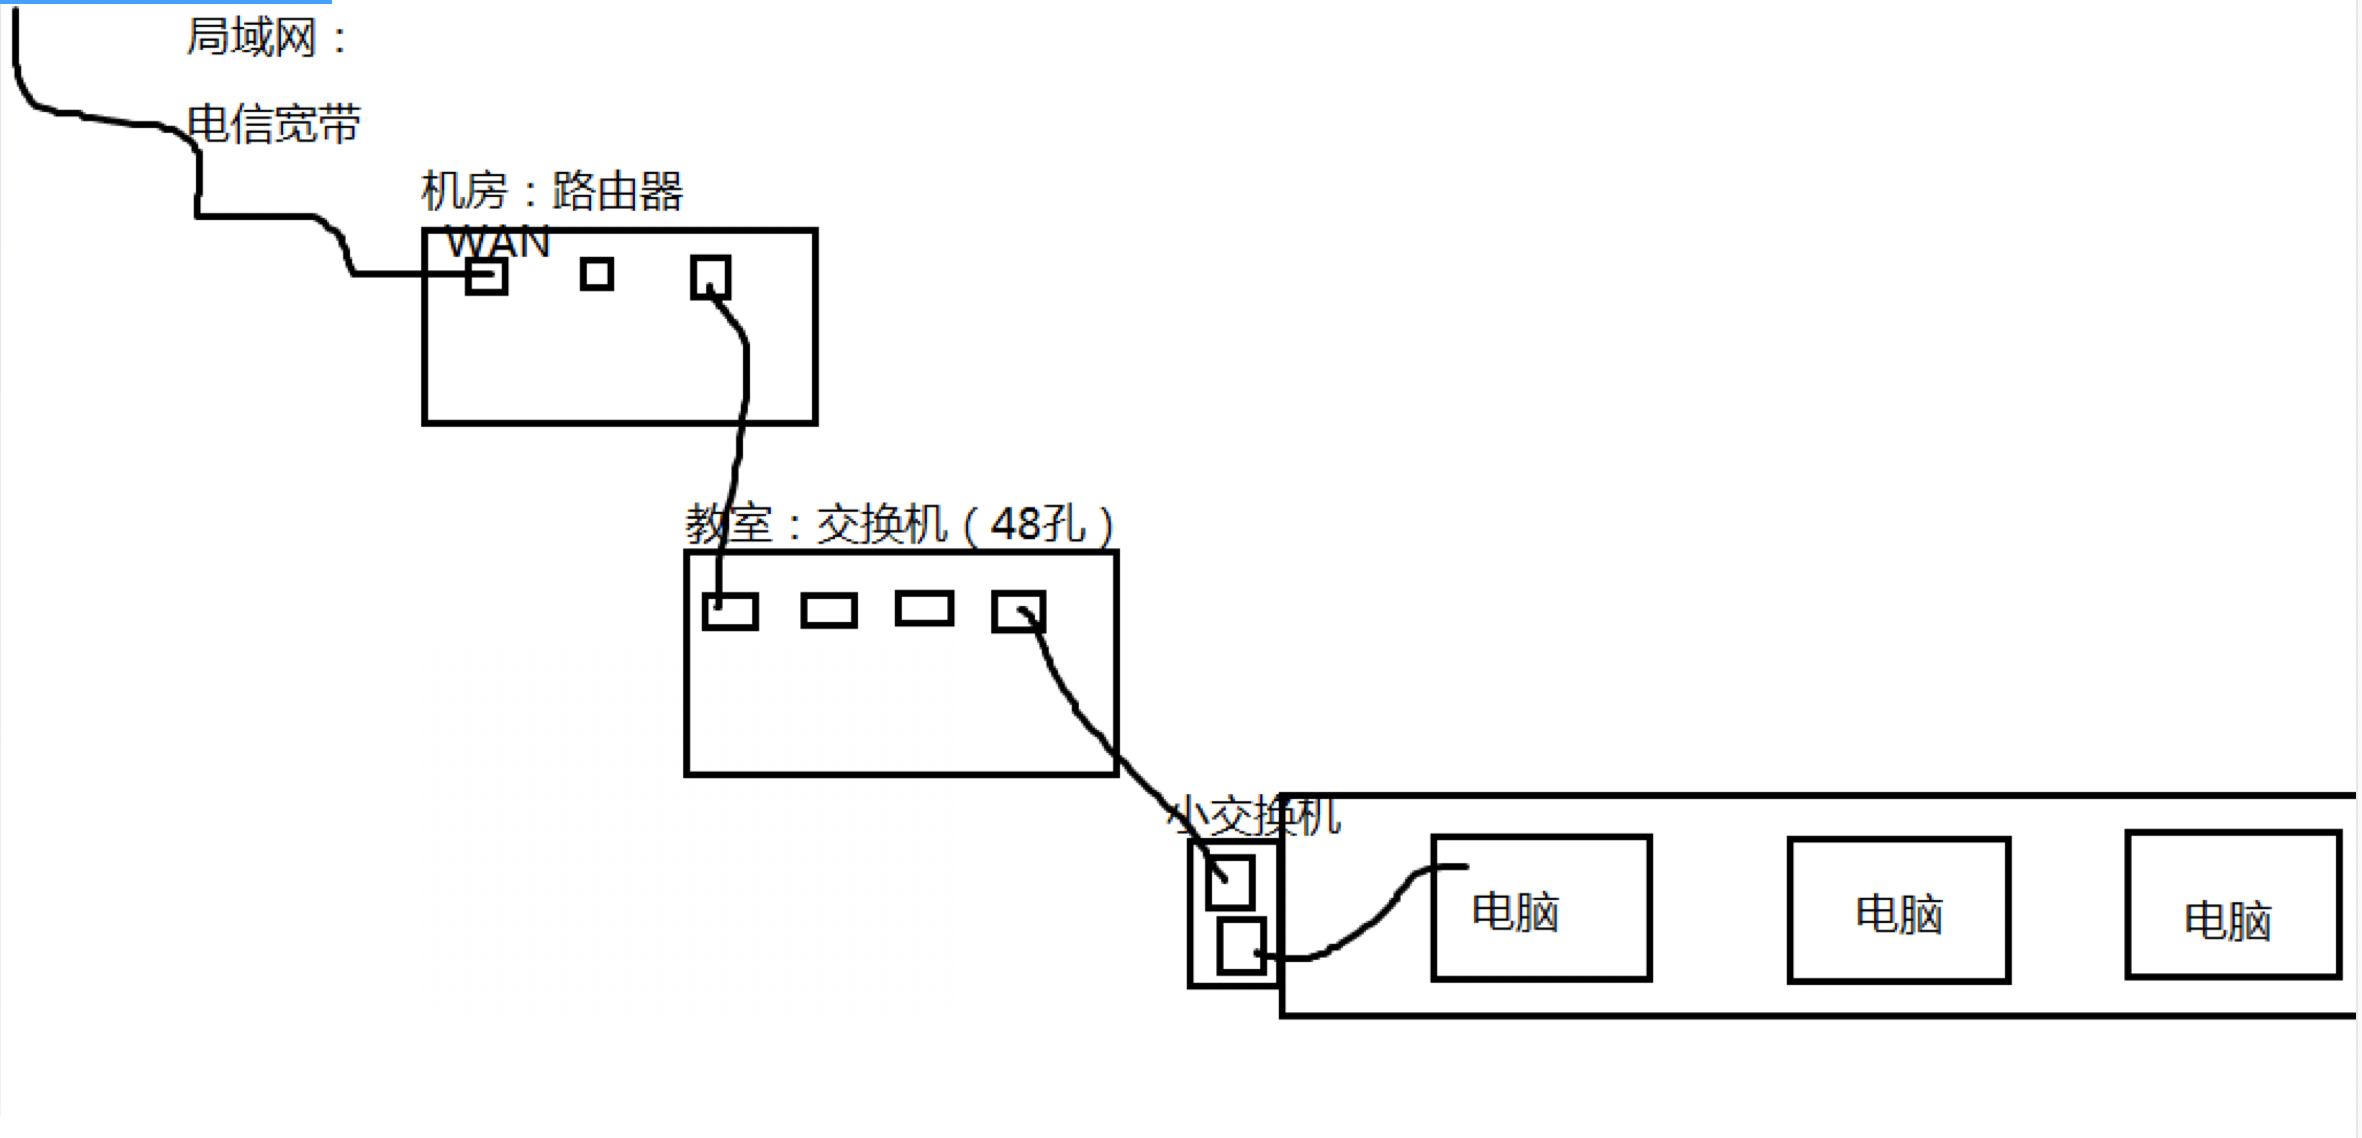 局域网：
电信宽带
机房：路由器
WAN
教室：交换机（48孔）
小交换机
电脑
电脑
电脑